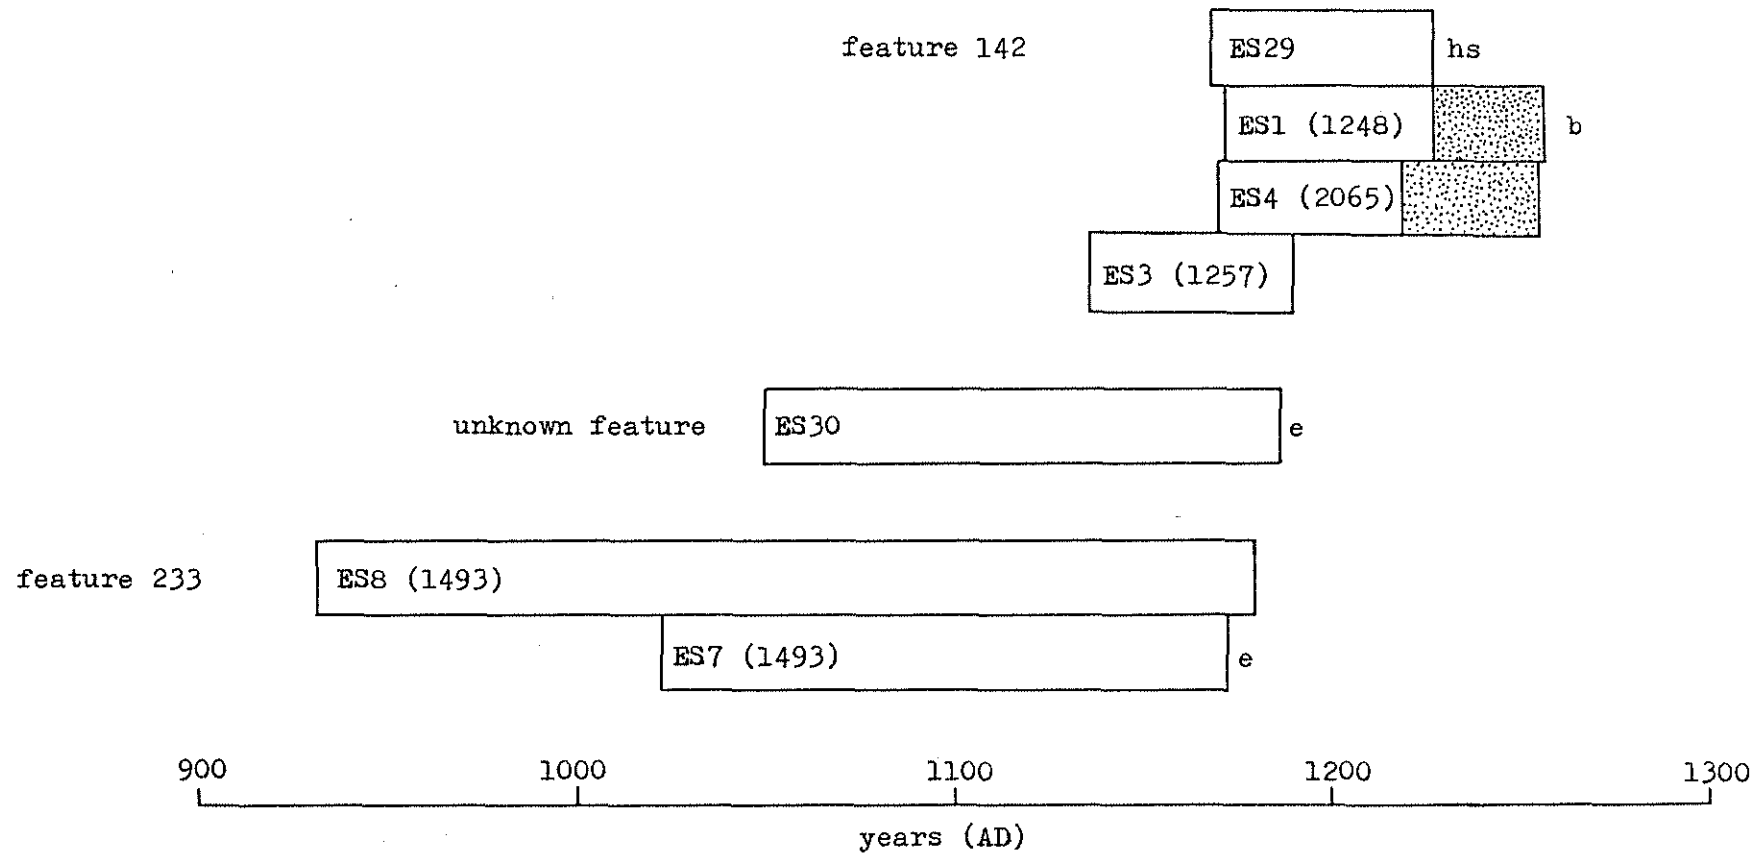 feature 142 ES29 hs
ES1 (1248) b
ES4 (2065)
ES3 (1257)
unknown feature ES30 e
feature 233 ES8 (1493)
ES7 (1493) e
900 1000 1100 1200 1300
years (AD)